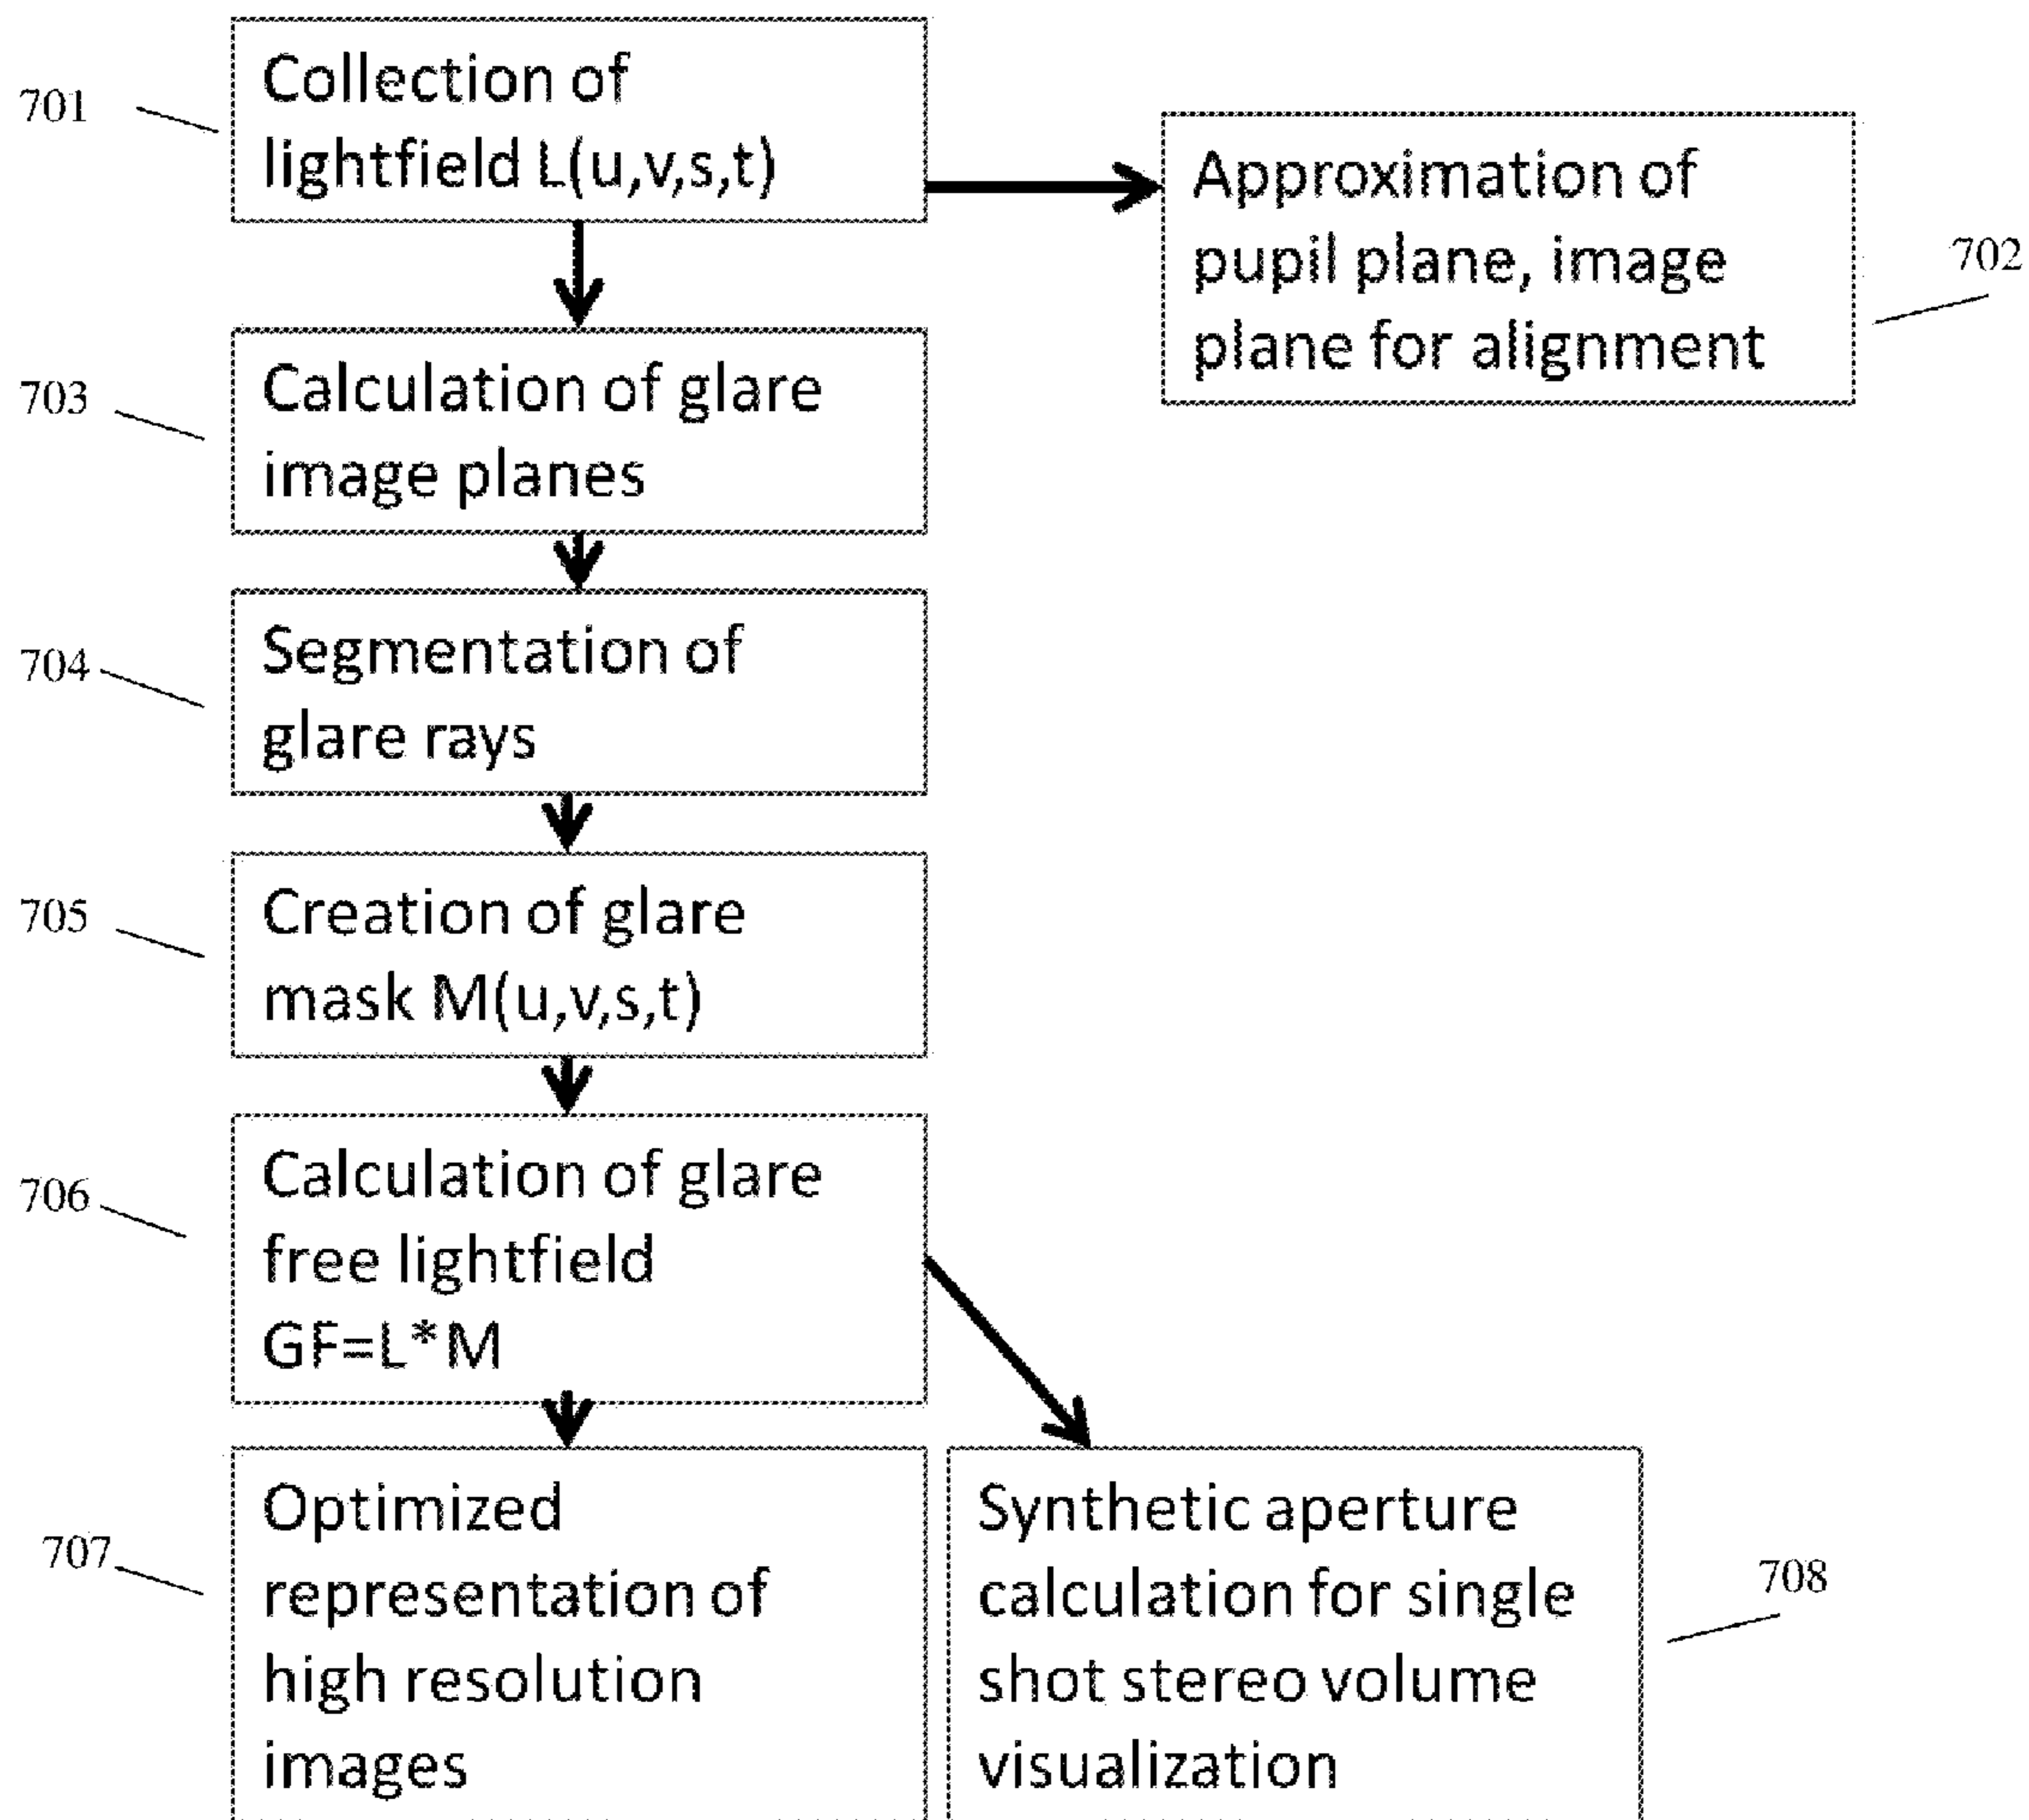 701
Collection of
lightfield L(u,v,s,t)
Approximation of
pupil plane, image
plane for alignment
702
703
Calculation of glare
image planes
704
Segmentation of
glare rays
705
Creation of glare
mask M(u,v,s,t)
706
Calculation of glare
free lightfield
GF=L*M
707
Optimized
representation of
high resolution
images
Synthetic aperture
calculation for single
shot stereo volume
visualization
708